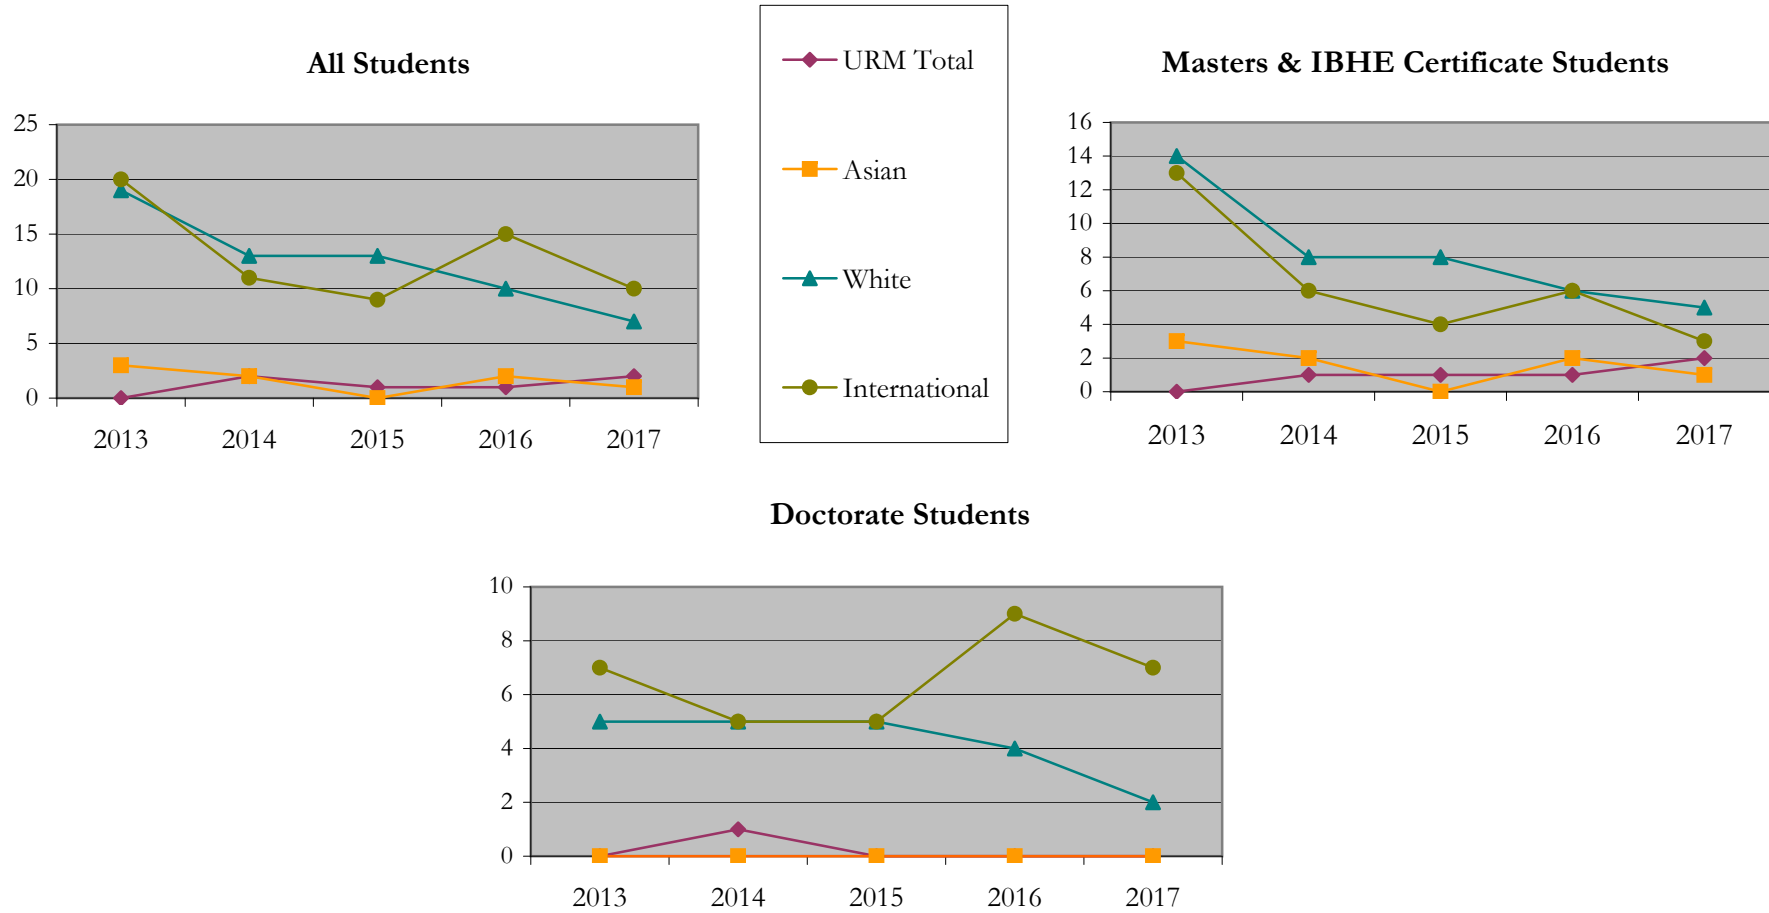 All Students
25
20
15
10
5
0
2013 2014 2015 2016 2017
URM Total
Asian
White
International
Masters & IBHE Certificate Students
16
14
12
10
8
6
4
2
0
2013 2014 2015 2016 2017
Doctorate Students
10
8
6
4
2
0
2013 2014 2015 2016 2017